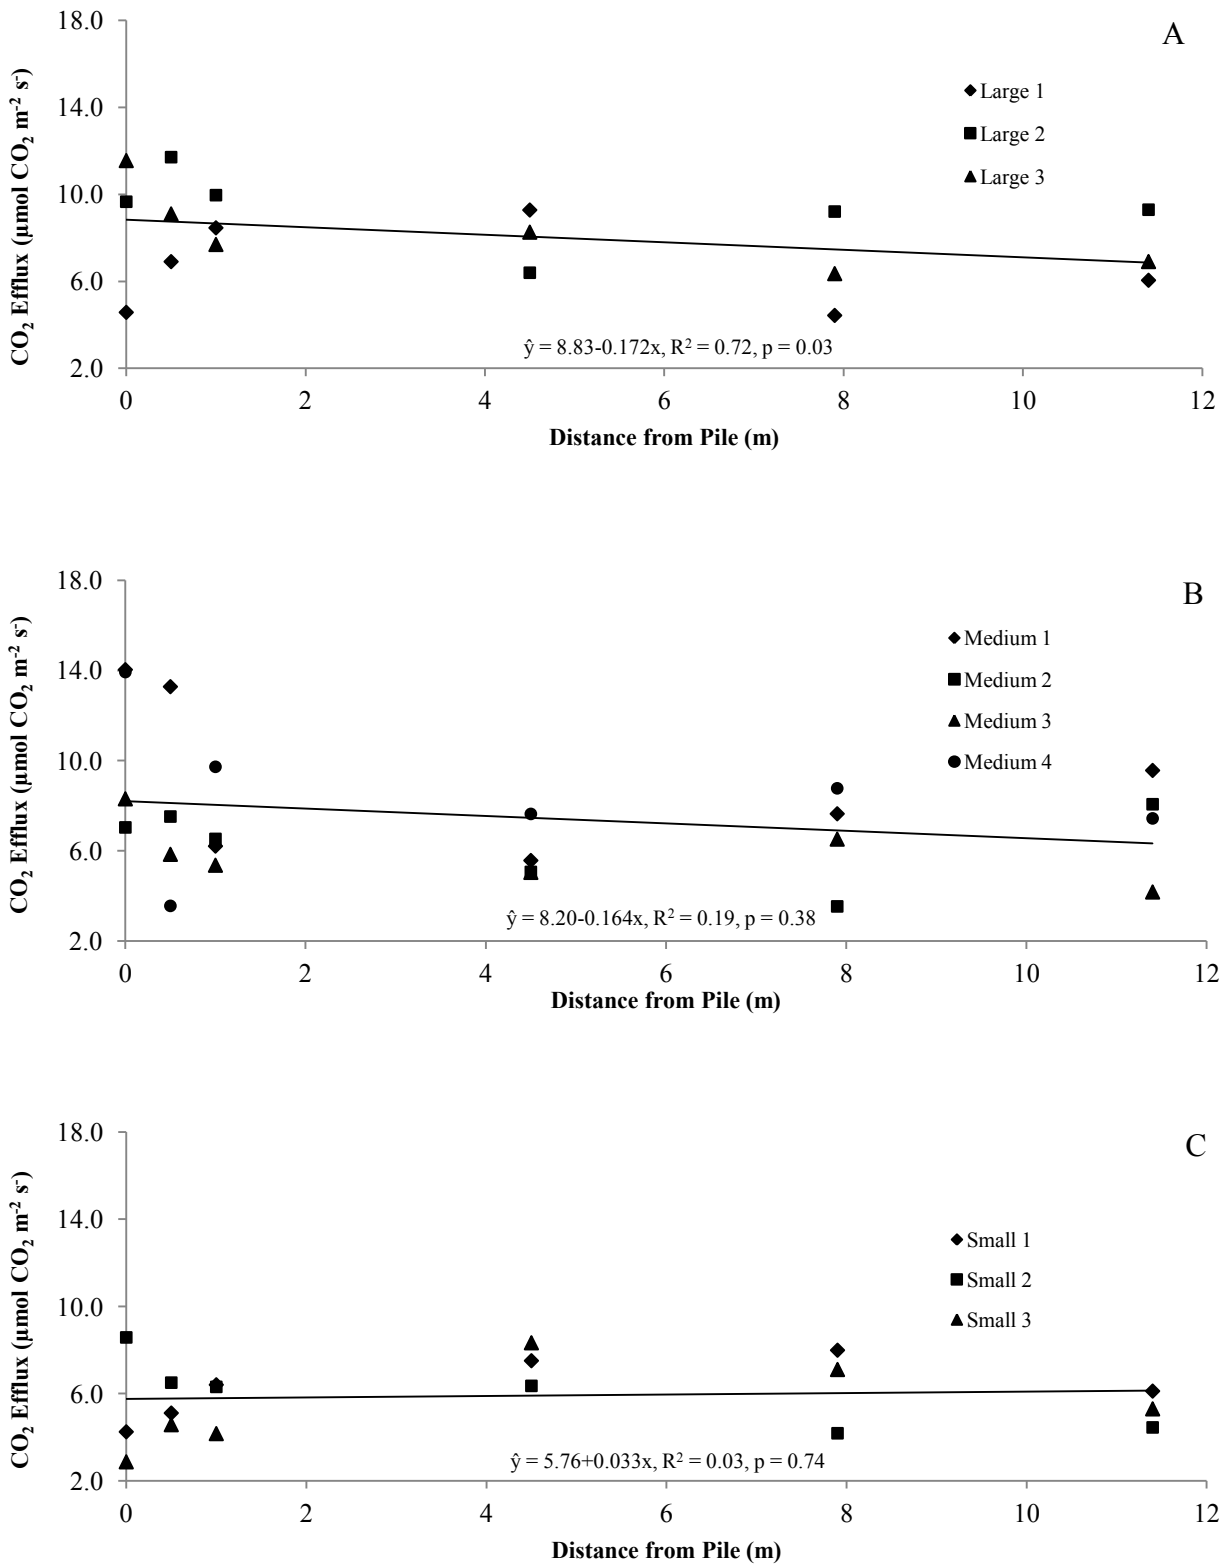 A
18.0
14.0
10.0
6.0
2.0
CO₂ Efflux (µmol CO₂ m⁻² s⁻)
Large 1
Large 2
Large 3
ŷ = 8.83-0.172x, R² = 0.72, p = 0.03
0 2 4 6 8 10 12
Distance from Pile (m)
B
18.0
14.0
10.0
6.0
2.0
CO₂ Efflux (µmol CO₂ m⁻² s⁻)
Medium 1
Medium 2
Medium 3
Medium 4
ŷ = 8.20-0.164x, R² = 0.19, p = 0.38
0 2 4 6 8 10 12
Distance from Pile (m)
C
18.0
14.0
10.0
6.0
2.0
CO₂ Efflux (µmol CO₂ m⁻² s⁻)
Small 1
Small 2
Small 3
ŷ = 5.76+0.033x, R² = 0.03, p = 0.74
0 2 4 6 8 10 12
Distance from Pile (m)